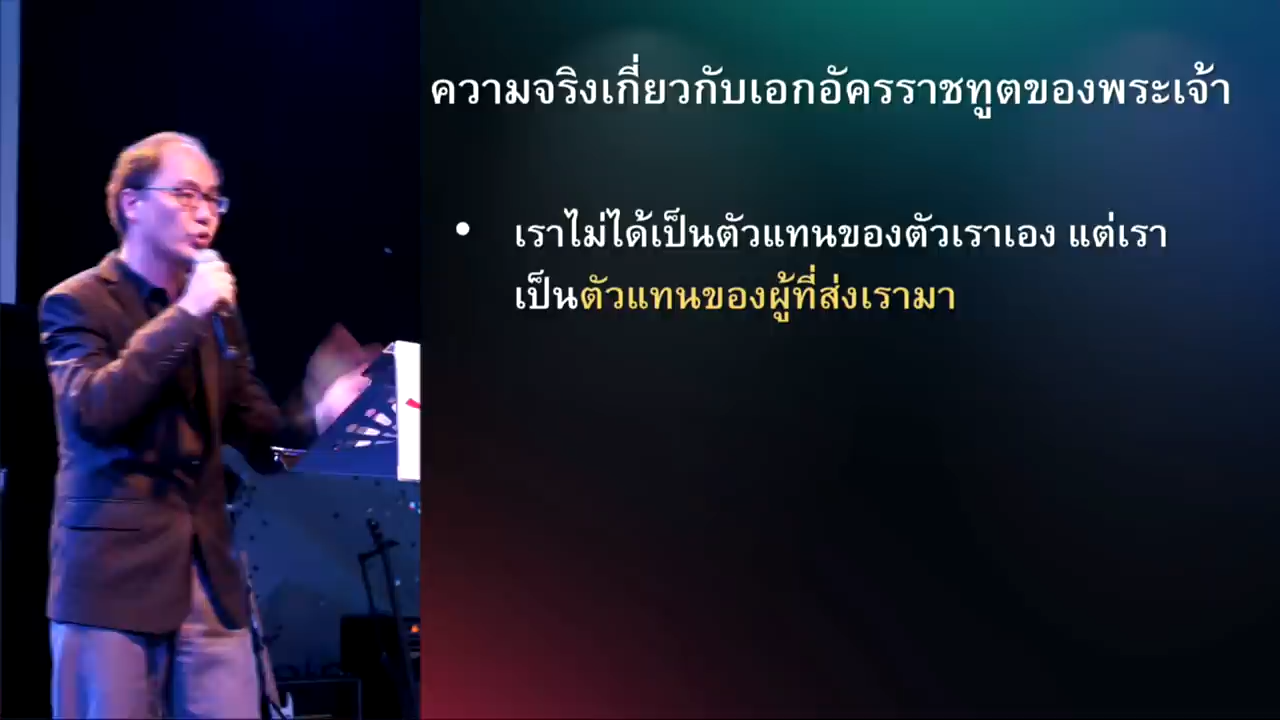 ความจริงเกี่ยวกับเอกอัครราชทูตของพระเจ้า
• เราไม่ได้เป็นตัวแทนของตัวเราเอง แต่เรา
เป็นตัวแทนของผู้ที่ส่งเรามา